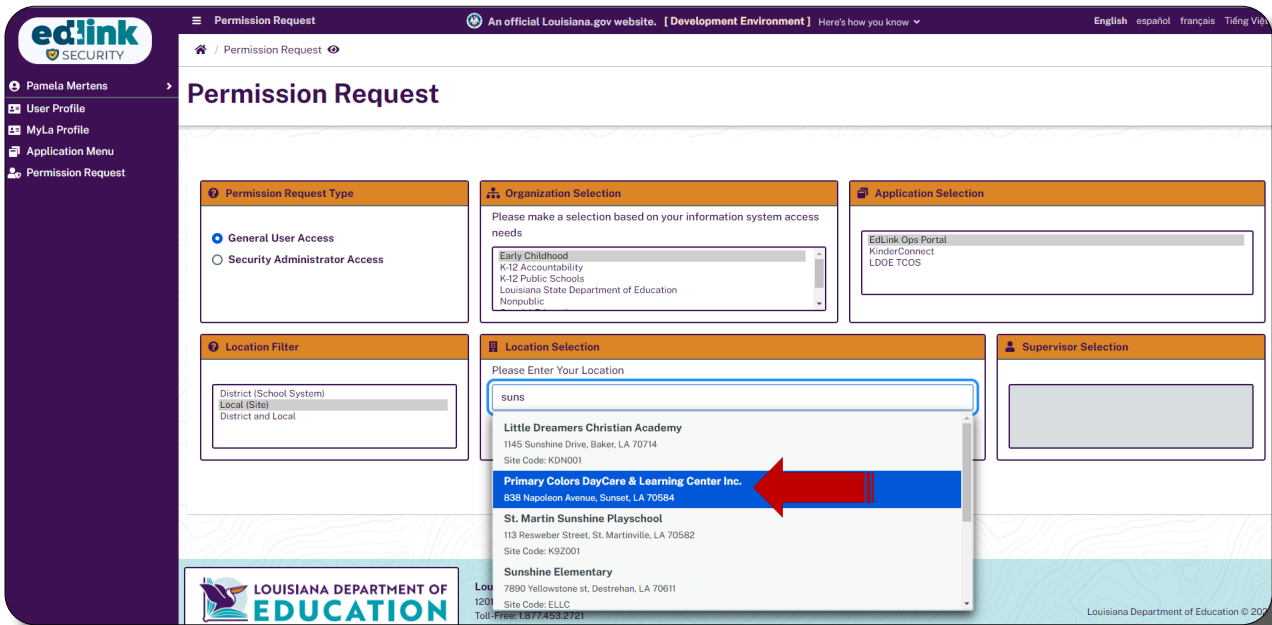 ed:link
SECURITY
Permission Request
An official Louisiana.gov website. [ Development Environment ] Here's how you know
English español français Tiếng Việt
/ Permission Request
Pamela Mertens
User Profile
MyLa Profile
Application Menu
Permission Request
Permission Request
Permission Request Type
General User Access
Security Administrator Access
Organization Selection
Please make a selection based on your information system access
needs
Early Childhood
K-12 Accountability
K-12 Public Schools
Louisiana State Department of Education
Nonpublic
Application Selection
EdLink Ops Portal
KinderConnect
LDOE TCOS
Location Filter
District (School System)
Local (Site)
District and Local
Location Selection
Please Enter Your Location
suns
Little Dreamers Christian Academy
1145 Sunshine Drive, Baker, LA 70714
Site Code: KDN001
Primary Colors DayCare & Learning Center Inc.
838 Napoleon Avenue, Sunset, LA 70584
St. Martin Sunshine Playschool
113 Resweber Street, St. Martinville, LA 70582
Site Code: K9Z001
Sunshine Elementary
7890 Yellowstone st, Destrehan, LA 70611
Site Code: ELLC
Supervisor Selection
LOUISIANA DEPARTMENT OF
EDUCATION
Lou
1201
Toll-Free: 1.877.453.2721
Louisiana Department of Education © 202